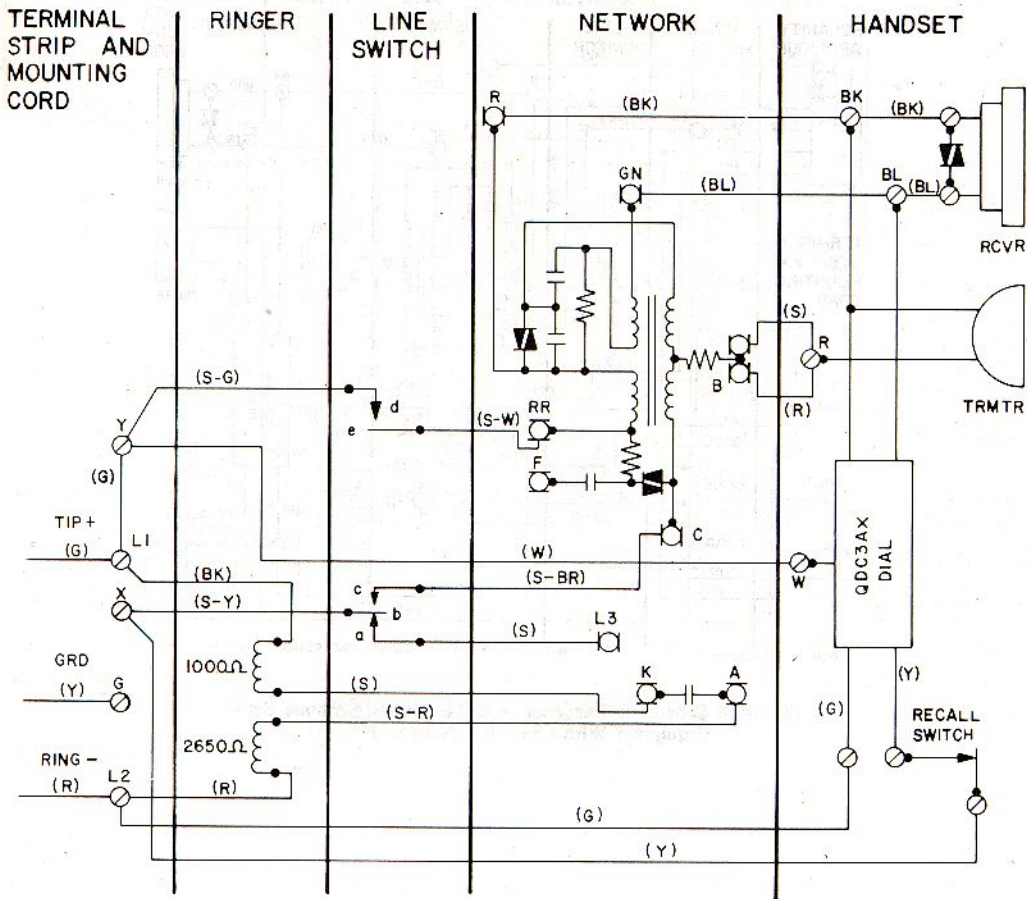 TERMINAL
STRIP AND
MOUNTING
CORD
RINGER
LINE
SWITCH
NETWORK
HANDSET
R
(BK)
BK
(BK)
GN
(BL)
BL
(BL)
RCVR
(S)
R
B
(R)
TRMTR
(S-G)
d
Y
e
(S-W)
RR
(G)
F
TIP+
L1
(G)
C
(W)
W
QDC3AX
DIAL
(BK)
c
(S-BR)
X
(S-Y)
b
a
(S)
L3
1000Ω
GRD
(Y)
G
(S)
K
A
(G)
(Y)
RECALL
SWITCH
(S-R)
2650Ω
RING-
L2
(R)
(R)
(G)
(Y)